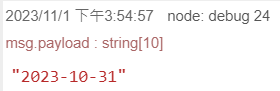 2023/11/1 下午3:54:57 node: debug 24
msg.payload : string[10]
"2023-10-31"